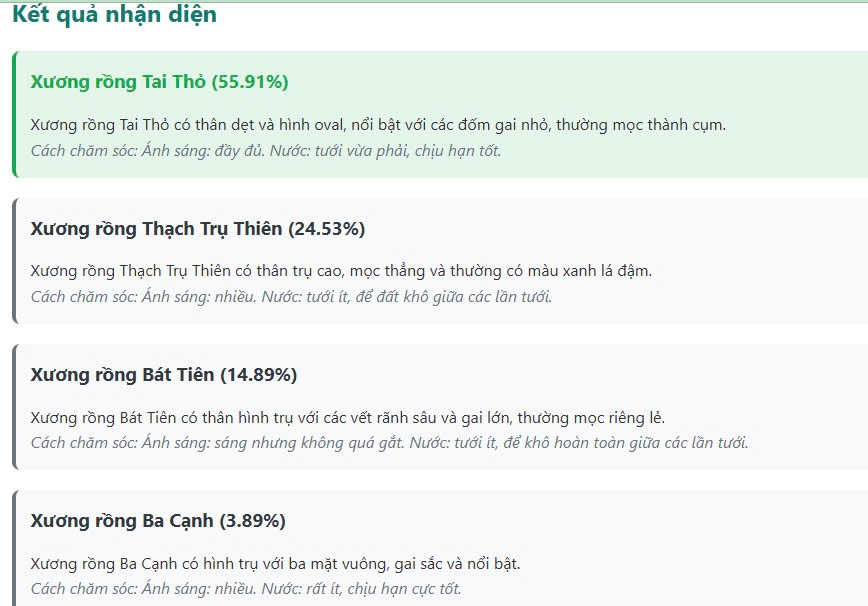 Kết quả nhận diện
Xương rồng Tai Thỏ (55.91%)
Xương rồng Tai Thỏ có thân dẹt và hình oval, nổi bật với các đốm gai nhỏ, thường mọc thành cụm.
Cách chăm sóc: Ánh sáng: đầy đủ. Nước: tưới vừa phải, chịu hạn tốt.
Xương rồng Thạch Trụ Thiên (24.53%)
Xương rồng Thạch Trụ Thiên có thân trụ cao, mọc thẳng và thường có màu xanh lá đậm.
Cách chăm sóc: Ánh sáng: nhiều. Nước: tưới ít, để đất khô giữa các lần tưới.
Xương rồng Bát Tiên (14.89%)
Xương rồng Bát Tiên có thân hình trụ với các vết rãnh sâu và gai lớn, thường mọc riêng lẻ.
Cách chăm sóc: Ánh sáng: sáng nhưng không quá gắt. Nước: tưới ít, để khô hoàn toàn giữa các lần tưới.
Xương rồng Ba Cạnh (3.89%)
Xương rồng Ba Cạnh có hình trụ với ba mặt vuông, gai sắc và nổi bật.
Cách chăm sóc: Ánh sáng: nhiều. Nước: rất ít, chịu hạn cực tốt.